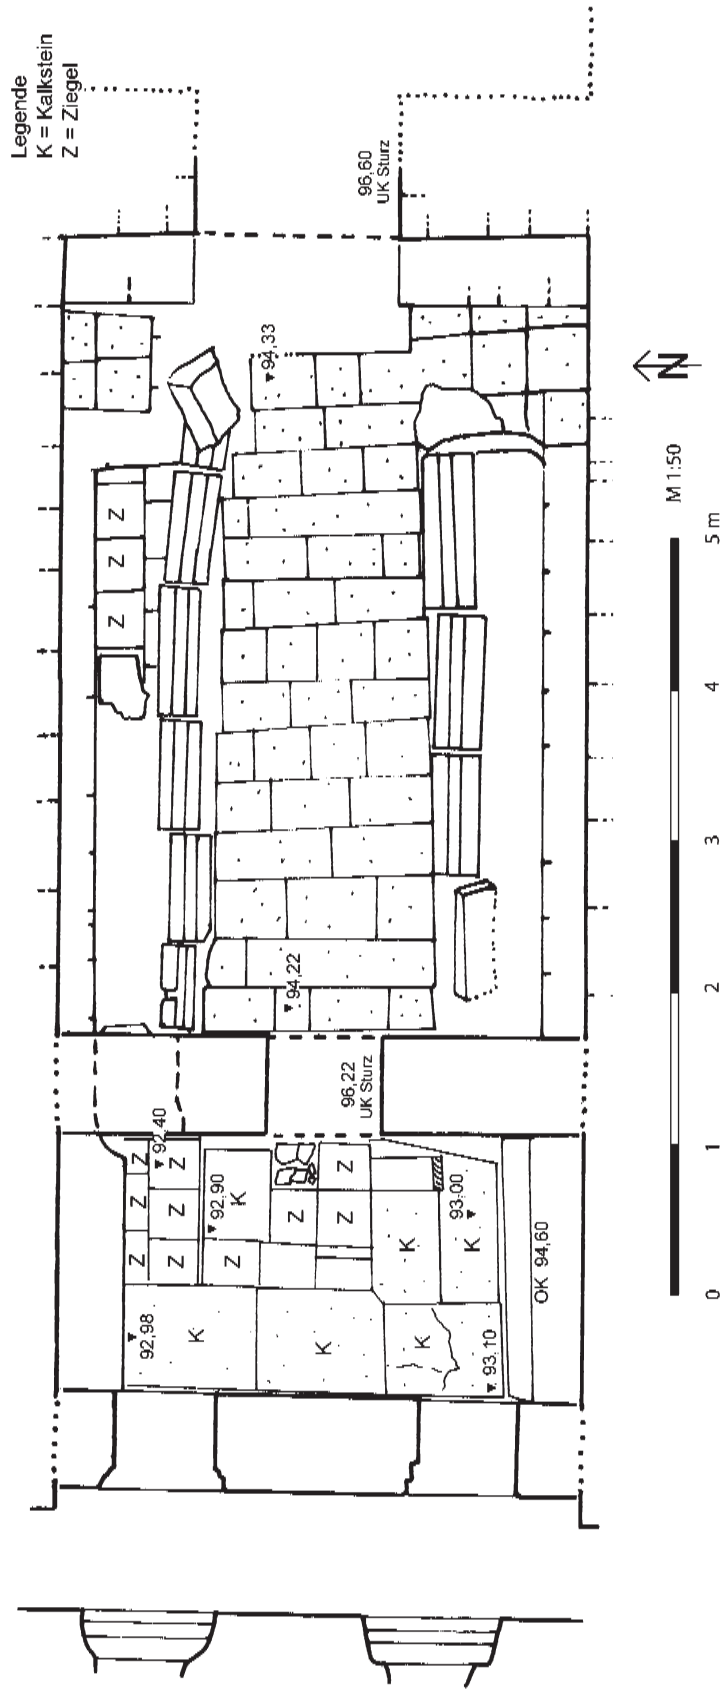 Legende
K = Kalkstein
Z = Ziegel
96,60
UK Sturz
94,33
N
M 1:50
Z
Z
Z
94,22
96,22
UK Sturz
92,40
Z
Z
Z
Z
Z
Z
92,90
K
Z
Z
Z
Z
K
93,00
K
OK 94,60
92,98
K
K
K
93,10
0
1
2
3
4
5 m